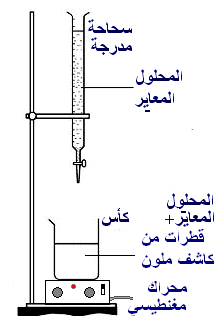 سحاحة
مدرجة
المحلول
المعاير
المحلول
المعاير+
قطرات من
كاشف ملون
كأس
محراك
مغنطيسي